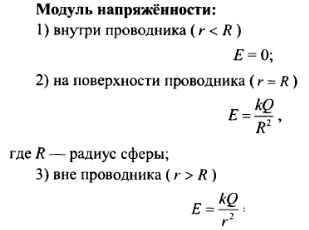 Модуль напряжённости:
1) внутри проводника ( r < R )
E = 0;
2) на поверхности проводника ( r = R )
E = kQ/R²,
где R — радиус сферы;
3) вне проводника ( r > R )
E = kQ/r².